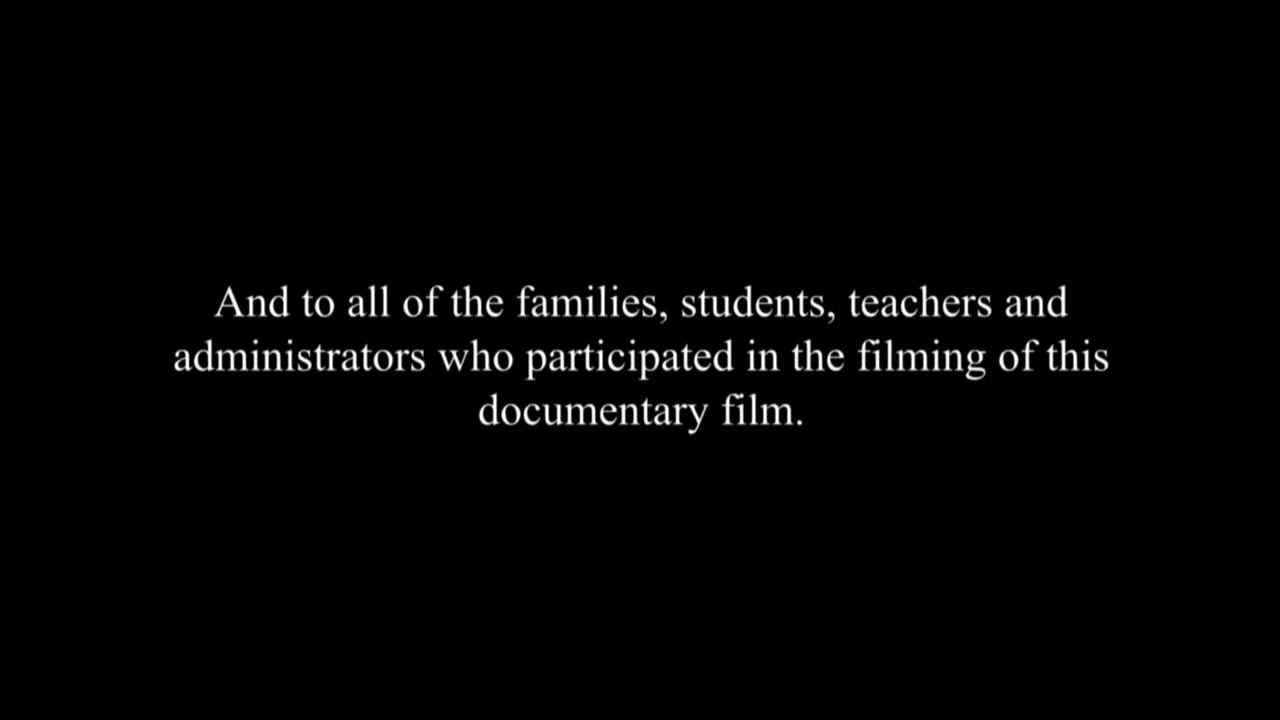 And to all of the families, students, teachers and
administrators who participated in the filming of this
documentary film.